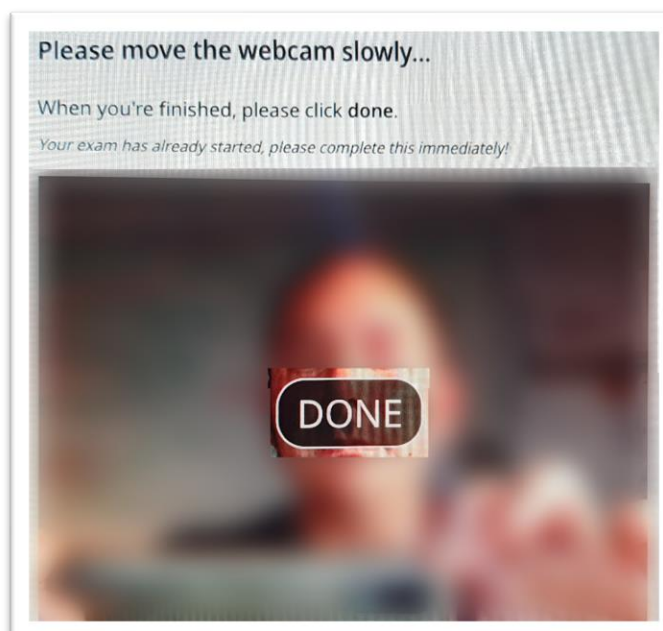 Please move the webcam slowly...
When you're finished, please click done.
Your exam has already started, please complete this immediately!
DONE